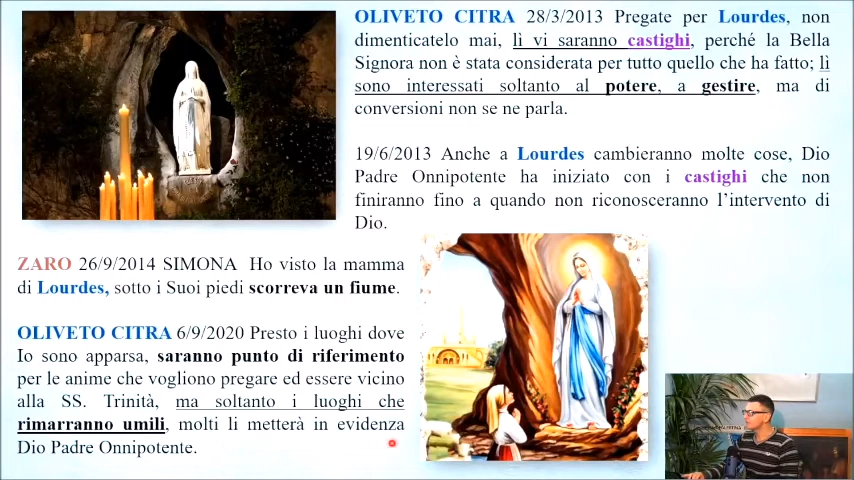 OLIVETO CITRA 28/3/2013 Pregate per Lourdes, non
dimenticatelo mai, lì vi saranno castighi, perché la Bella
Signora non è stata considerata per tutto quello che ha fatto; lì
sono interessati soltanto al potere, a gestire, ma di
conversioni non se ne parla.
19/6/2013 Anche a Lourdes cambieranno molte cose, Dio
Padre Onnipotente ha iniziato con i castighi che non
finiranno fino a quando non riconosceranno l'intervento di
Dio.
ZARO 26/9/2014 SIMONA Ho visto la mamma
di Lourdes, sotto i Suoi piedi scorreva un fiume.
OLIVETO CITRA 6/9/2020 Presto i luoghi dove
Io sono apparsa, saranno punto di riferimento
per le anime che vogliono pregare ed essere vicino
alla SS. Trinità, ma soltanto i luoghi che
rimarranno umili, molti li metterà in evidenza
Dio Padre Onnipotente.